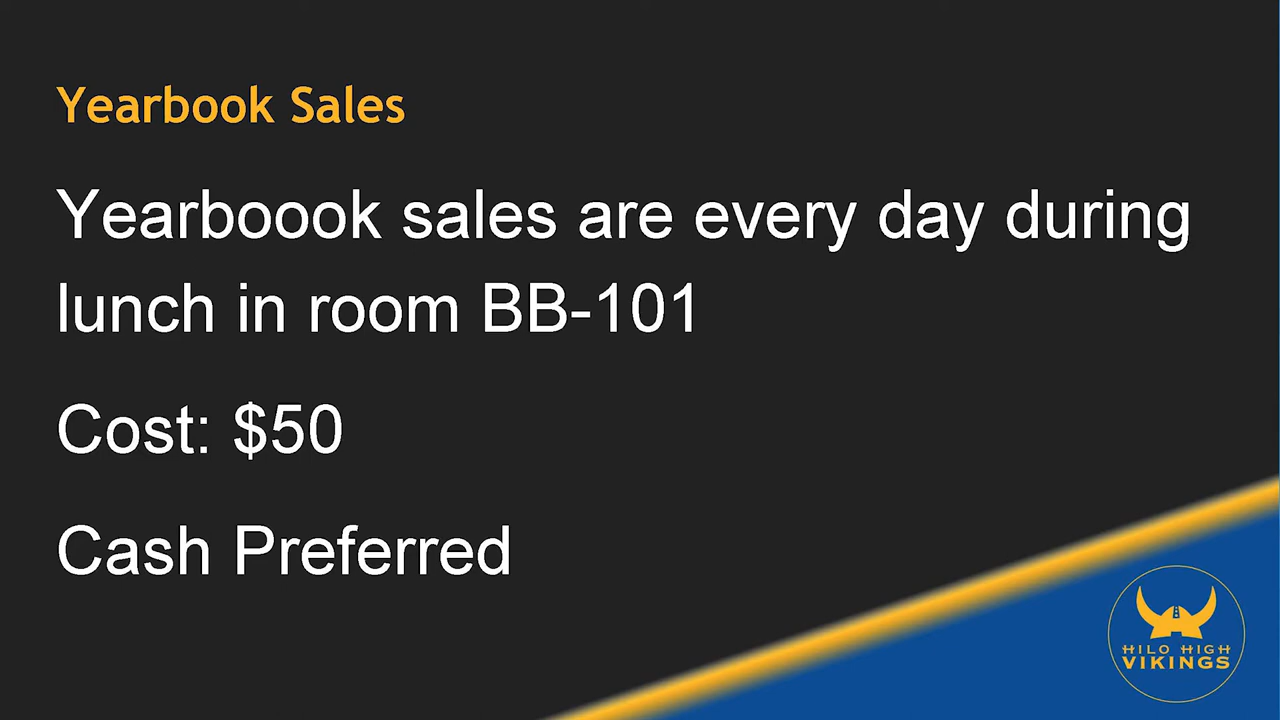 Yearbook Sales
Yearboook sales are every day during
lunch in room BB-101
Cost: $50
Cash Preferred
HILO HIGH
VIKINGS